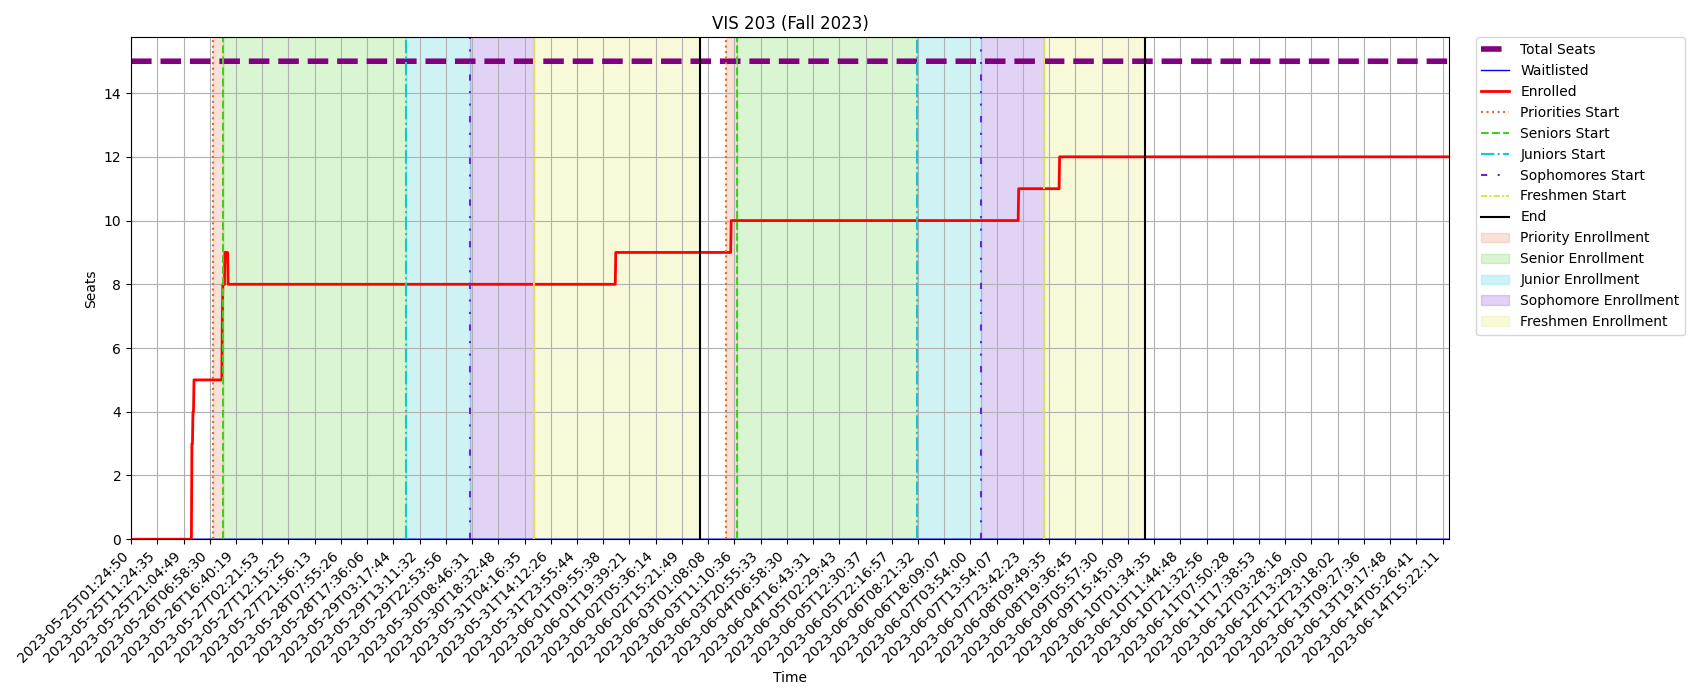 VIS 203 (Fall 2023)
Seats
14
12
10
8
6
4
2
0
2023-05-25T01:24:50
2023-05-25T11:24:35
2023-05-25T21:04:49
2023-05-26T06:58:30
2023-05-26T16:40:19
2023-05-27T02:21:53
2023-05-27T12:15:25
2023-05-27T21:56:13
2023-05-28T07:55:26
2023-05-28T17:36:06
2023-05-29T03:17:44
2023-05-29T13:11:32
2023-05-29T22:53:56
2023-05-30T08:46:31
2023-05-30T18:32:48
2023-05-31T04:16:35
2023-05-31T14:12:26
2023-05-31T23:55:44
2023-06-01T09:55:38
2023-06-01T19:39:21
2023-06-02T05:36:14
2023-06-02T15:21:49
2023-06-03T01:08:08
2023-06-03T11:10:36
2023-06-03T20:55:33
2023-06-04T06:58:30
2023-06-04T16:43:31
2023-06-05T02:29:43
2023-06-05T12:30:37
2023-06-05T22:16:57
2023-06-06T08:21:32
2023-06-06T18:09:07
2023-06-07T03:54:00
2023-06-07T13:54:07
2023-06-07T23:42:23
2023-06-08T09:49:35
2023-06-08T19:36:45
2023-06-09T05:57:30
2023-06-09T15:45:09
2023-06-10T01:34:35
2023-06-10T11:44:48
2023-06-10T21:32:56
2023-06-11T07:50:28
2023-06-11T17:38:53
2023-06-12T03:28:16
2023-06-12T13:29:00
2023-06-12T23:18:02
2023-06-13T09:27:36
2023-06-13T19:17:48
2023-06-14T05:26:41
2023-06-14T15:22:11
Time
Total Seats
Waitlisted
Enrolled
Priorities Start
Seniors Start
Juniors Start
Sophomores Start
Freshmen Start
End
Priority Enrollment
Senior Enrollment
Junior Enrollment
Sophomore Enrollment
Freshmen Enrollment